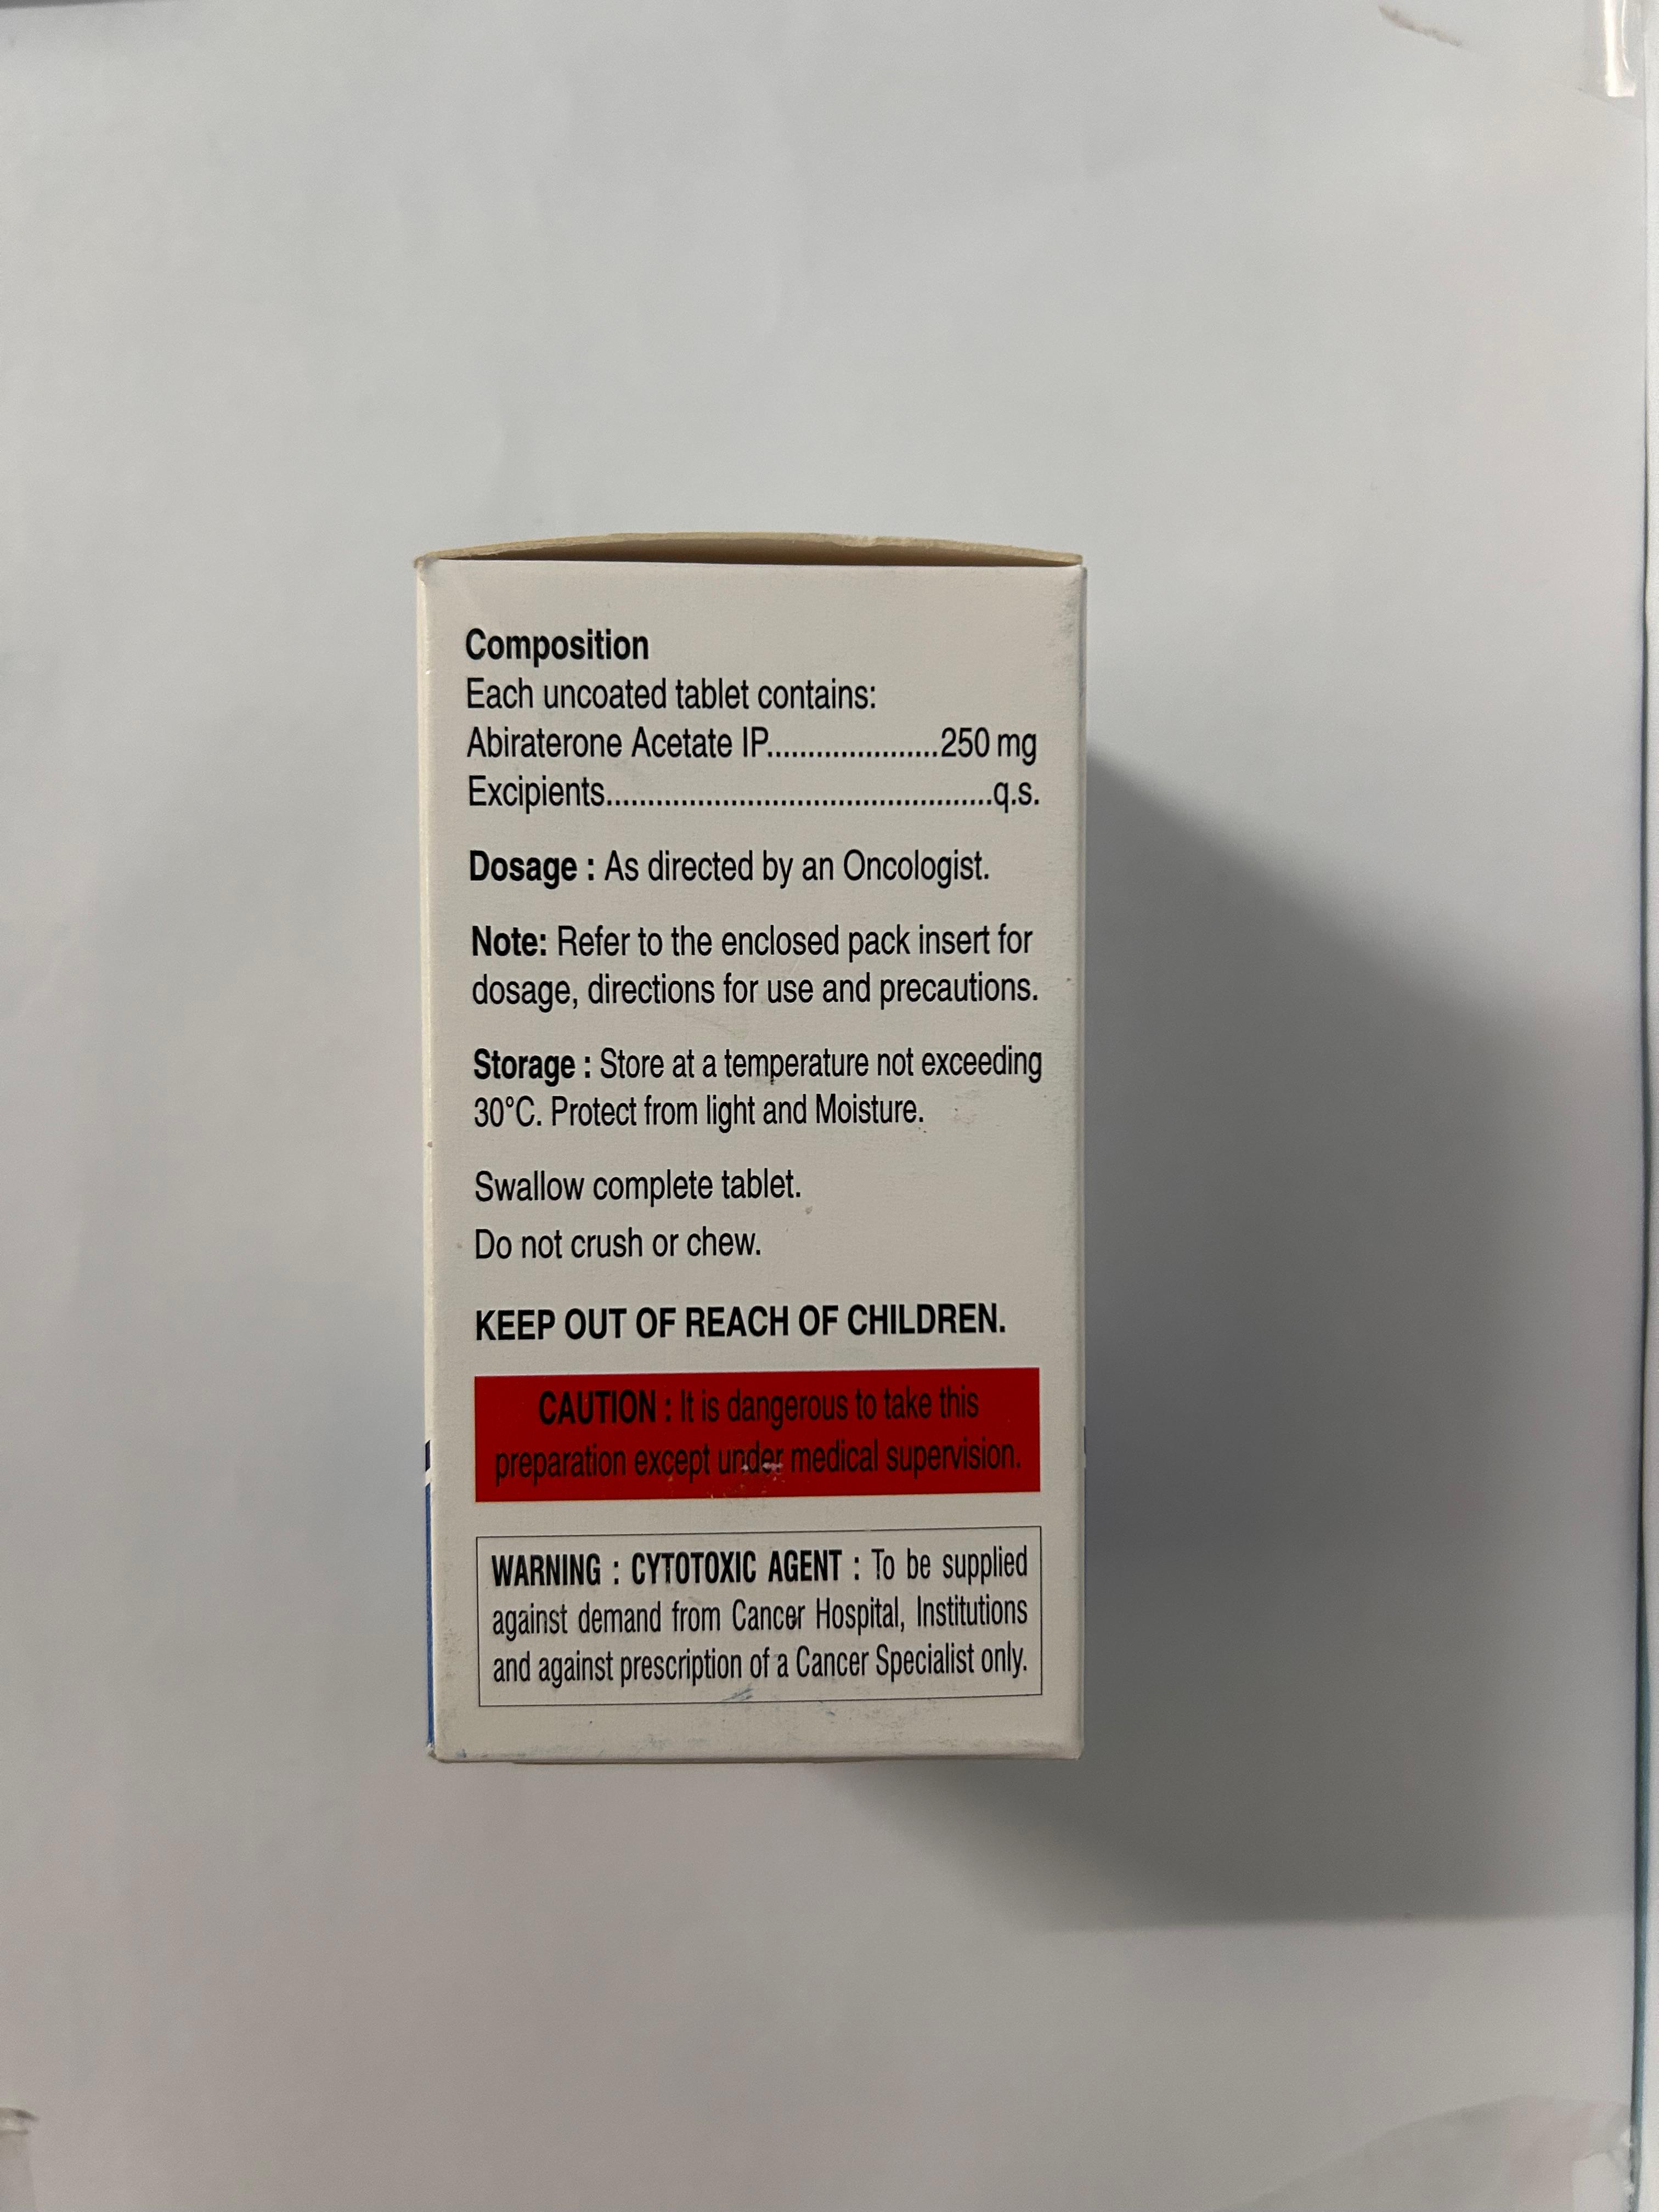 Composition
Each uncoated tablet contains:
Abiraterone Acetate IP.....................250 mg
Excipients...............................................q.s.
Dosage : As directed by an Oncologist.
Note: Refer to the enclosed pack insert for
dosage, directions for use and precautions.
Storage : Store at a temperature not exceeding
30°C. Protect from light and Moisture.
Swallow complete tablet.
Do not crush or chew.
KEEP OUT OF REACH OF CHILDREN.
CAUTION : It is dangerous to take this
preparation except under medical supervision.
WARNING : CYTOTOXIC AGENT : To be supplied
against demand from Cancer Hospital, Institutions
and against prescription of a Cancer Specialist only.